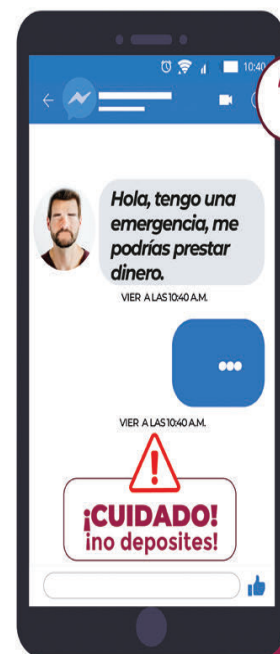 10:40
Hola, tengo una
emergencia, me
podrías prestar
dinero.
VIER A LAS 10:40 A.M.
VIER A LAS 10:40 A.M.
¡CUIDADO!
¡no deposites!